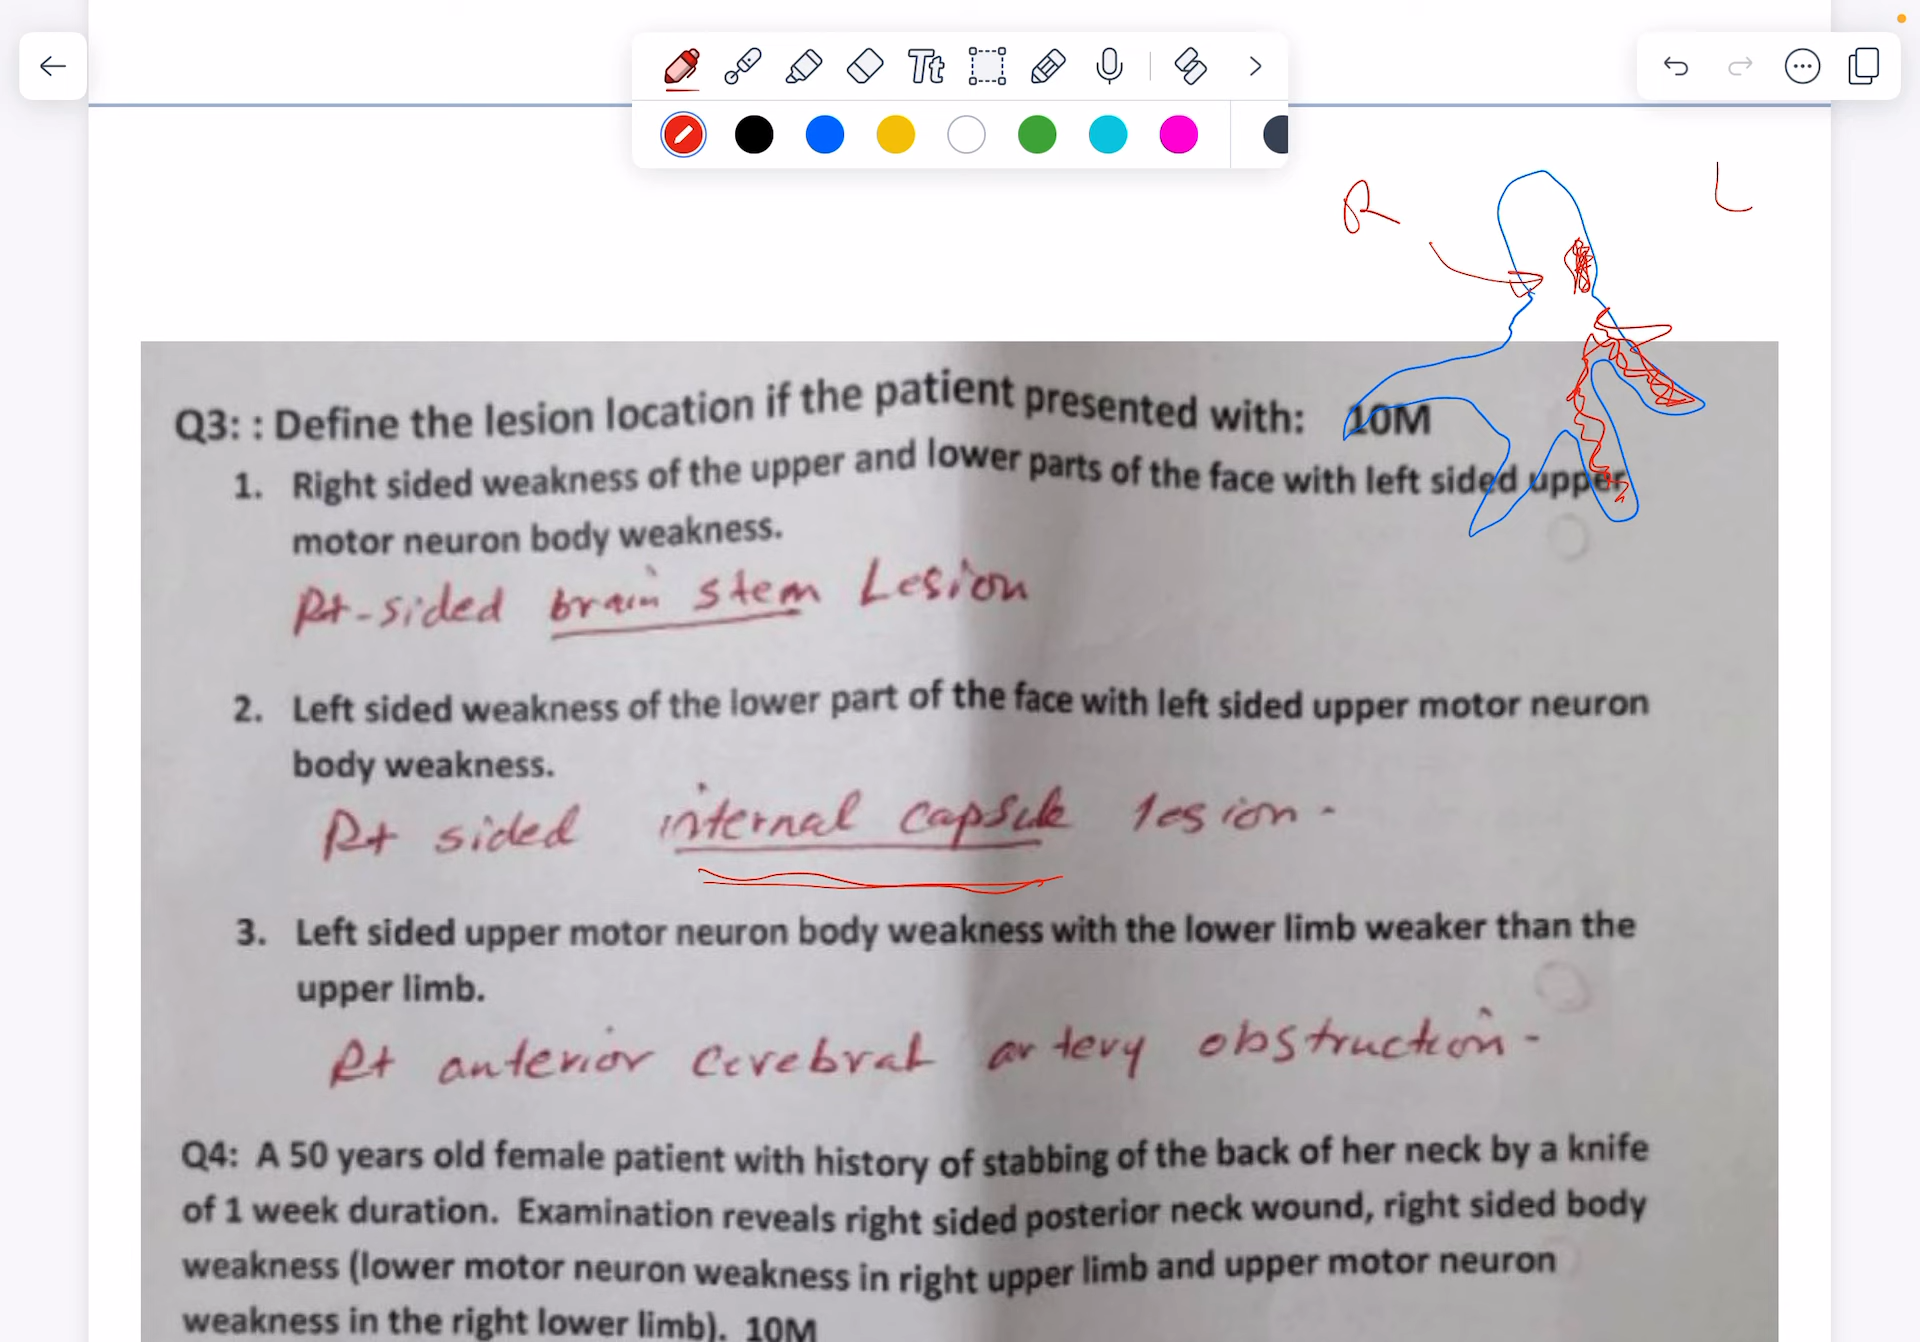 Tt
R
L
Q3: : Define the lesion location if the patient presented with: 10M
1. Right sided weakness of the upper and lower parts of the face with left sided upper
motor neuron body weakness.
Rt-sided brain stem Lesion
2. Left sided weakness of the lower part of the face with left sided upper motor neuron
body weakness.
Rt sided internal capsule lesion -
3. Left sided upper motor neuron body weakness with the lower limb weaker than the
upper limb.
Rt anterior cerebral artery obstruction -
Q4: A 50 years old female patient with history of stabbing of the back of her neck by a knife
of 1 week duration. Examination reveals right sided posterior neck wound, right sided body
weakness (lower motor neuron weakness in right upper limb and upper motor neuron
weakness in the right lower limb). 10M